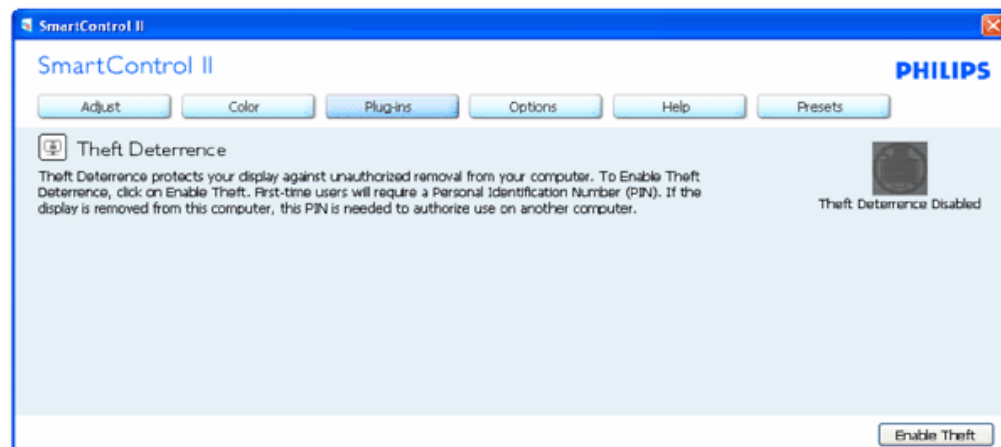 SmartControl II
SmartControl II
PHILIPS
Adjust Color Plug-ins Options Help Presets
Theft Deterrence
Theft Deterrence protects your display against unauthorized removal from your computer. To Enable Theft
Deterrence, click on Enable Theft. First-time users will require a Personal Identification Number (PIN). If the
display is removed from this computer, this PIN is needed to authorize use on another computer.
Theft Deterrence Disabled
Enable Theft